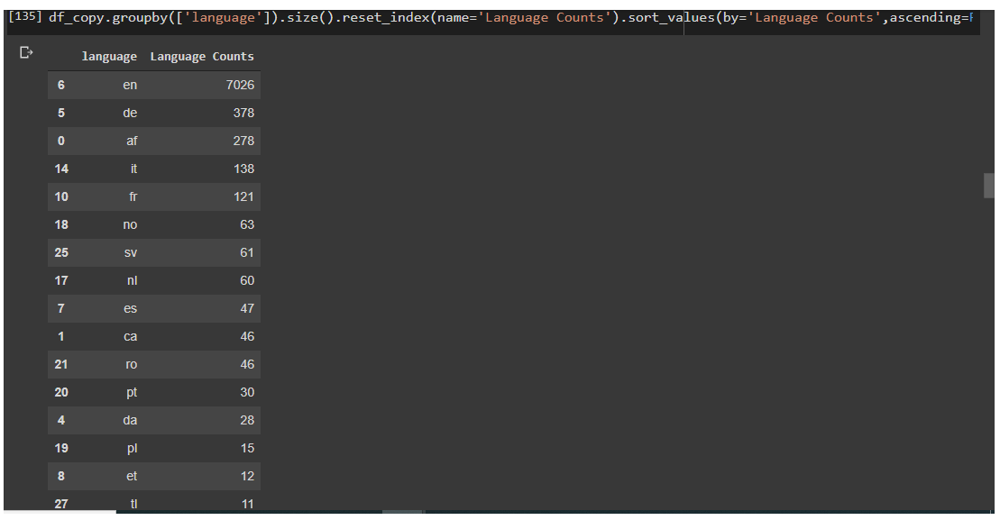 [135] df_copy.groupby(['language']).size().reset_index(name='Language Counts').sort_values(by='Language Counts',ascending=F
language Language Counts
6 en 7026
5 de 378
0 af 278
14 it 138
10 fr 121
18 no 63
25 sv 61
17 nl 60
7 es 47
1 ca 46
21 ro 46
20 pt 30
4 da 28
19 pl 15
8 et 12
27 tl 11